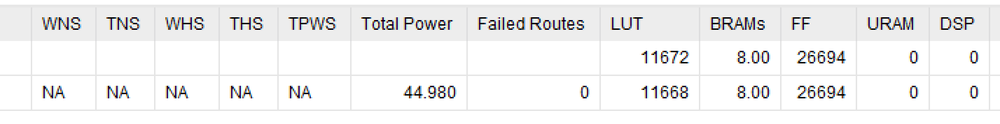 WNS TNS WHS THS TPWS Total Power Failed Routes LUT BRAMs FF URAM DSP
11672 8.00 26694 0 0
NA NA NA NA NA 44.980 0 11668 8.00 26694 0 0